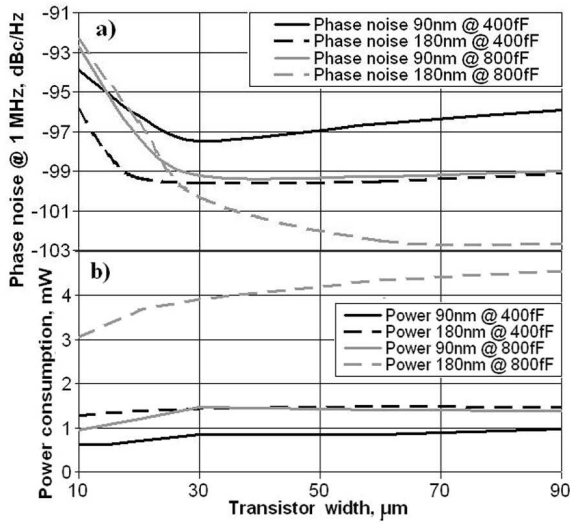 -91
-93
-95
-97
-99
-101
-103
Phase noise @ 1 MHz, dBc/Hz
a)
Phase noise 90nm @ 400fF
Phase noise 180nm @ 400fF
Phase noise 90nm @ 800fF
Phase noise 180nm @ 800fF
b)
4
3
2
1
0
Power consumption, mW
Power 90nm @ 400fF
Power 180nm @ 400fF
Power 90nm @ 800fF
Power 180nm @ 800fF
10
30
50
70
90
Transistor width, µm